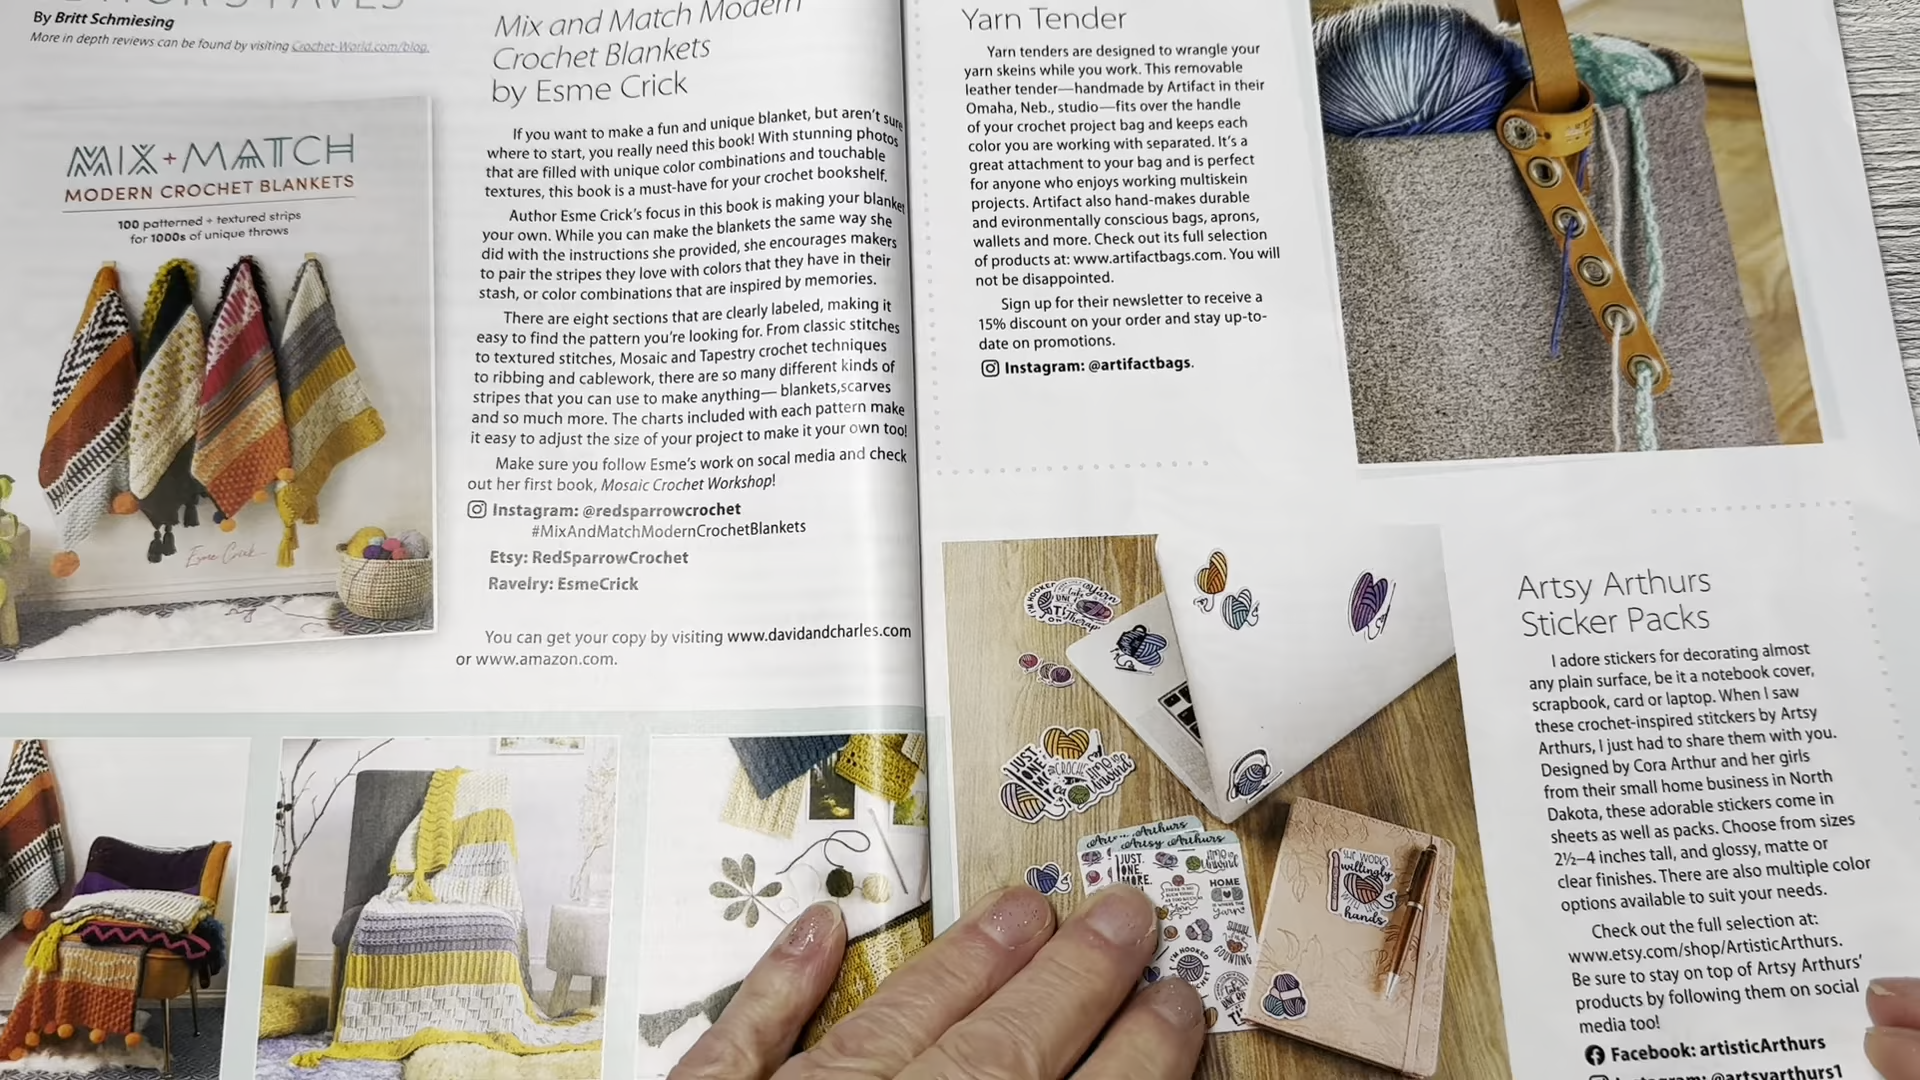 By Britt Schmiesing
More in depth reviews can be found by visiting Crochet-World.com/blog.
MIX+MATCH
MODERN CROCHET BLANKETS
100 patterned + textured strips
for 1000s of unique throws
Esme Crick
Mix and Match Modern
Crochet Blankets
by Esme Crick
If you want to make a fun and unique blanket, but aren't sure
where to start, you really need this book! With stunning photos
that are filled with unique color combinations and touchable
textures, this book is a must-have for your crochet bookshelf.
Author Esme Crick's focus in this book is making your blanket
your own. While you can make the blankets the same way she
did with the instructions she provided, she encourages makers
to pair the stripes they love with colors that they have in their
stash, or color combinations that are inspired by memories.
There are eight sections that are clearly labeled, making it
easy to find the pattern you're looking for. From classic stitches
to textured stitches, Mosaic and Tapestry crochet techniques
to ribbing and cablework, there are so many different kinds of
stripes that you can use to make anything— blankets,scarves
and so much more. The charts included with each pattern make
it easy to adjust the size of your project to make it your own too!
Make sure you follow Esme's work on socal media and check
out her first book, Mosaic Crochet Workshop!
Instagram: @redsparrowcrochet
#MixAndMatchModernCrochetBlankets
Etsy: RedSparrowCrochet
Ravelry: EsmeCrick
You can get your copy by visiting www.davidandcharles.com
or www.amazon.com.
Yarn Tender
Yarn tenders are designed to wrangle your
yarn skeins while you work. This removable
leather tender—handmade by Artifact in their
Omaha, Neb., studio—fits over the handle
of your crochet project bag and keeps each
color you are working with separated. It's a
great attachment to your bag and is perfect
for anyone who enjoys working multiskein
projects. Artifact also hand-makes durable
and evironmentally conscious bags, aprons,
wallets and more. Check out its full selection
of products at: www.artifactbags.com. You will
not be disappointed.
Sign up for their newsletter to receive a
15% discount on your order and stay up-to-
date on promotions.
Instagram: @artifactbags.
Artsy Arthurs
JUST
ONE
MORE
HOME
I'M HOOKED
COUNTING
SHE WORKS
willingly
hands
Artsy Arthurs
Sticker Packs
I adore stickers for decorating almost
any plain surface, be it a notebook cover,
scrapbook, card or laptop. When I saw
these crochet-inspired stitckers by Artsy
Arthurs, I just had to share them with you.
Designed by Cora Arthur and her girls
from their small home business in North
Dakota, these adorable stickers come in
sheets as well as packs. Choose from sizes
2½–4 inches tall, and glossy, matte or
clear finishes. There are also multiple color
options available to suit your needs.
Check out the full selection at:
www.etsy.com/shop/ArtisticArthurs.
Be sure to stay on top of Artsy Arthurs'
products by following them on social
media too!
Facebook: artisticArthurs
Instagram: @artsyarthurs1